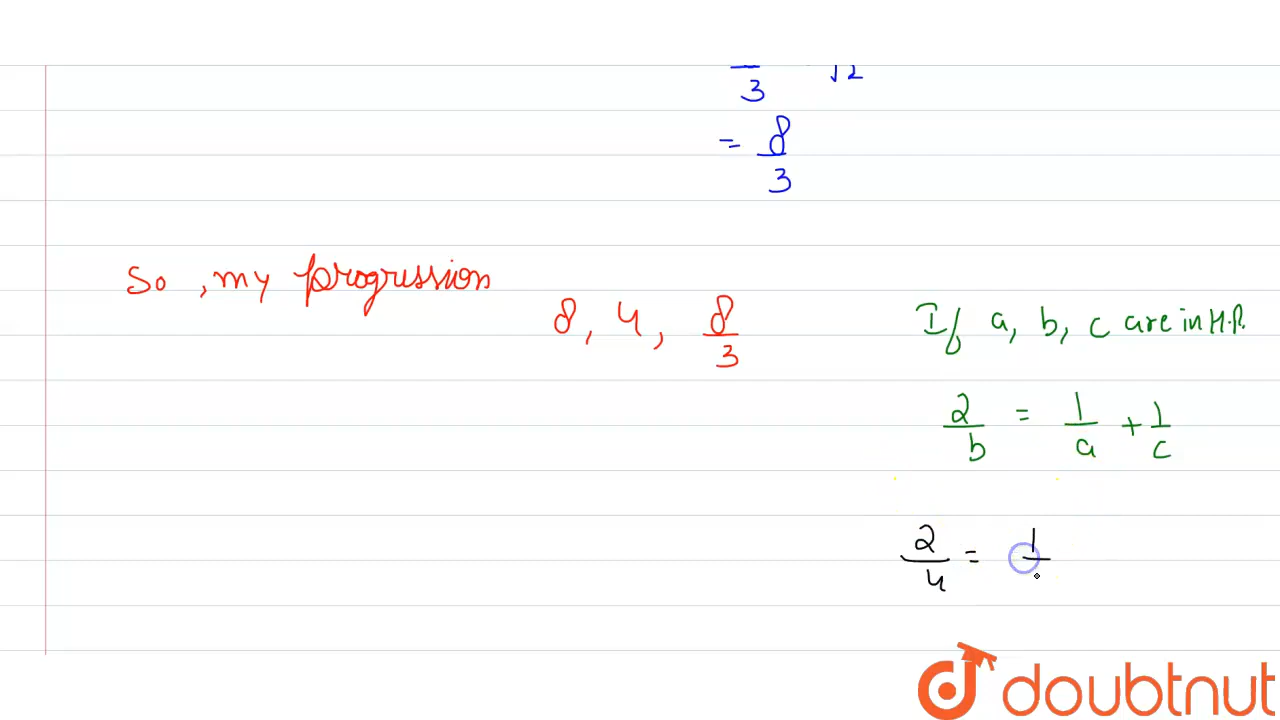 3 √2
= 8/3
So, my progression
8, 4, 8/3
If a, b, c are in H.P.
2/b = 1/a + 1/c
2/4 = 1/
doubtnut